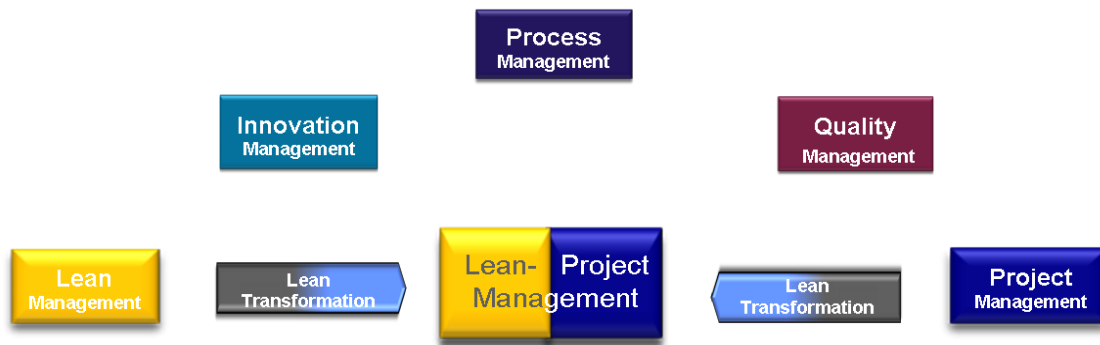 Process
Management
Innovation
Management
Quality
Management
Lean
Management
Lean
Transformation
Lean- Project
Management
Lean
Transformation
Project
Management